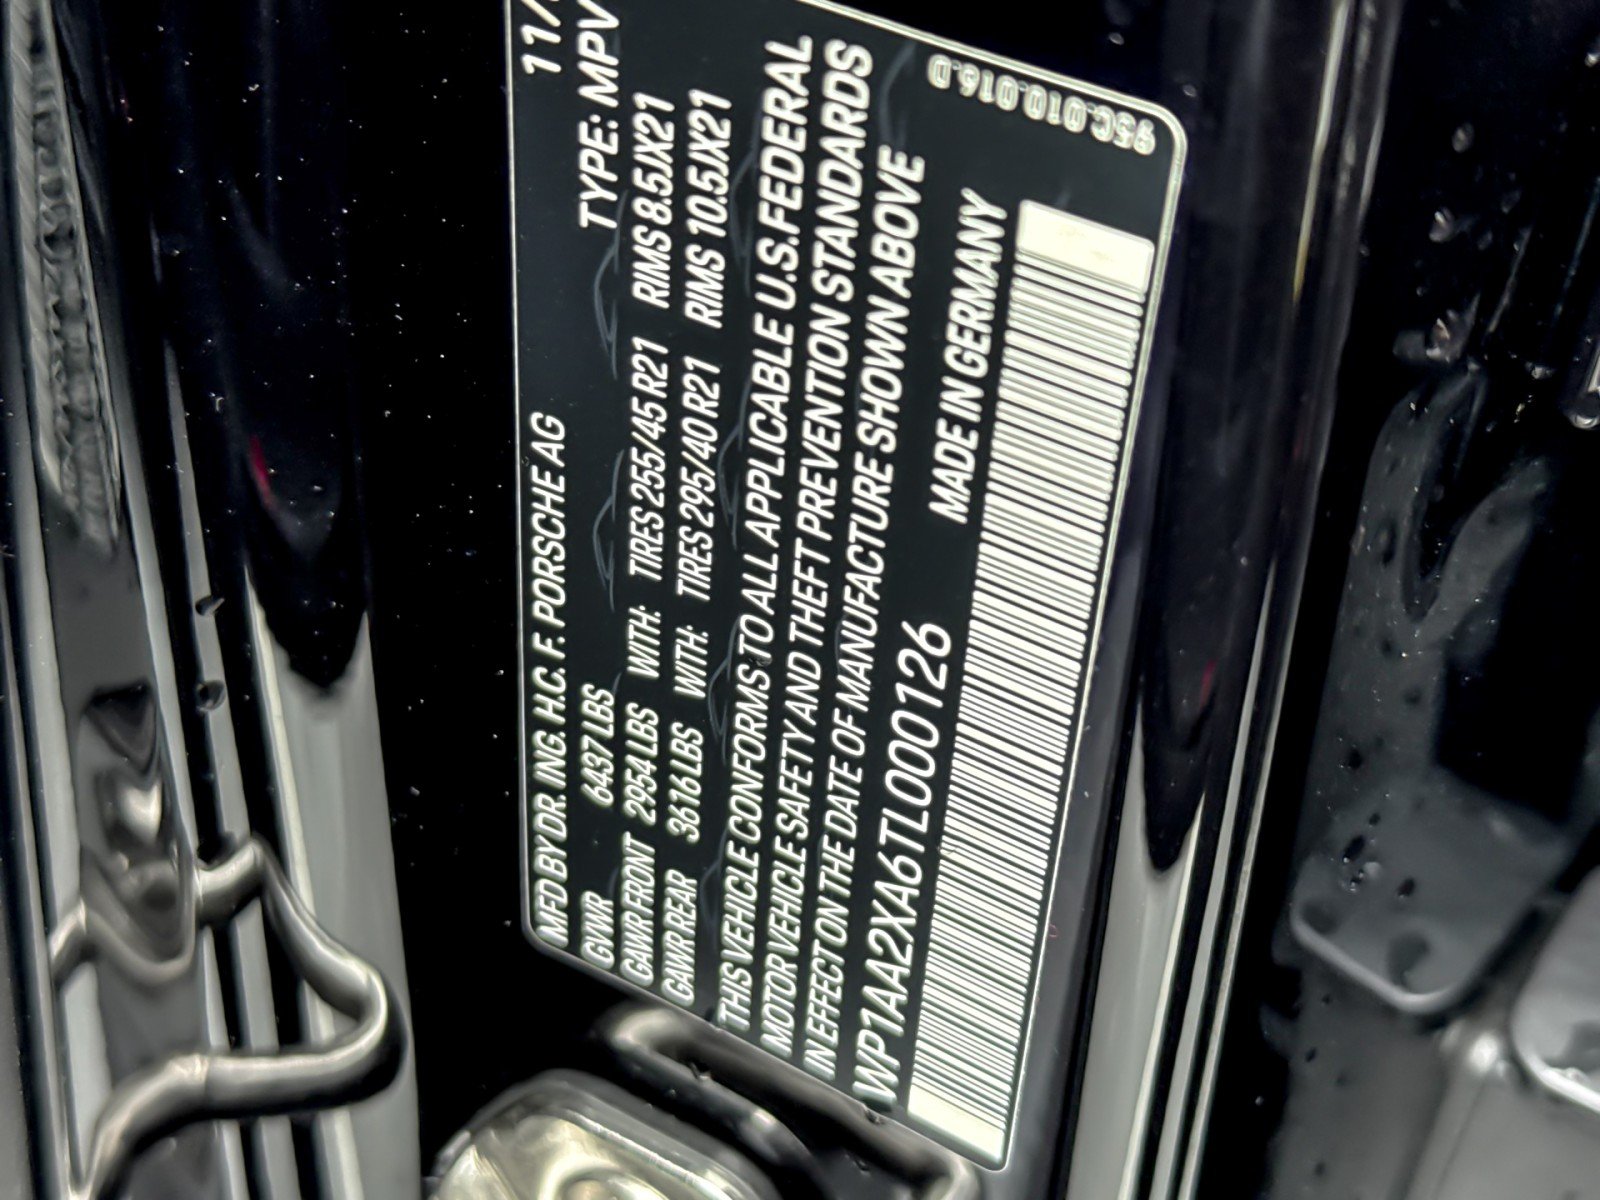 MFD BY DR. ING. H.C. F. PORSCHE AG 11/
GVWR 6437 LBS TYPE: MPV
GAWR FRONT 2954 LBS WITH: TIRES 255/45 R21 RIMS 8.5JX21
GAWR REAR 3616 LBS WITH: TIRES 295/40 R21 RIMS 10.5JX21
THIS VEHICLE CONFORMS TO ALL APPLICABLE U.S.FEDERAL
MOTOR VEHICLE SAFETY AND THEFT PREVENTION STANDARDS
IN EFFECT ON THE DATE OF MANUFACTURE SHOWN ABOVE
WP1AA2XA6TL000126 MADE IN GERMANY
95C.010.016.D